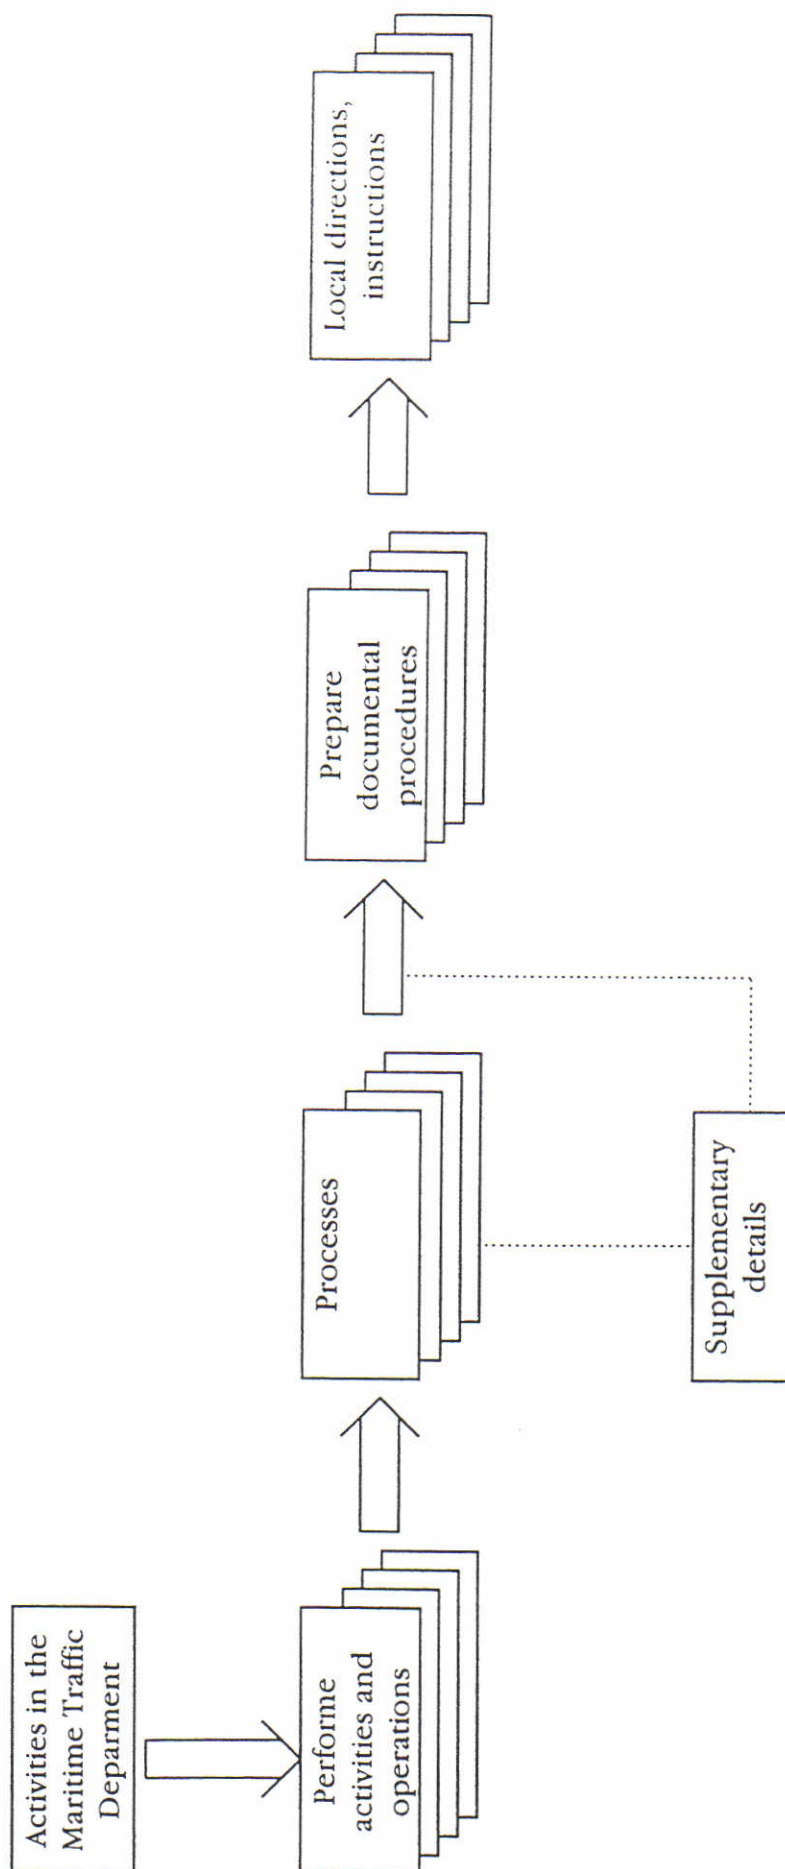 Activities in the
Maritime Traffic
Deparment
Performe
activities and
operations
Processes
Supplementary
details
Prepare
documental
procedures
Local directions,
instructions